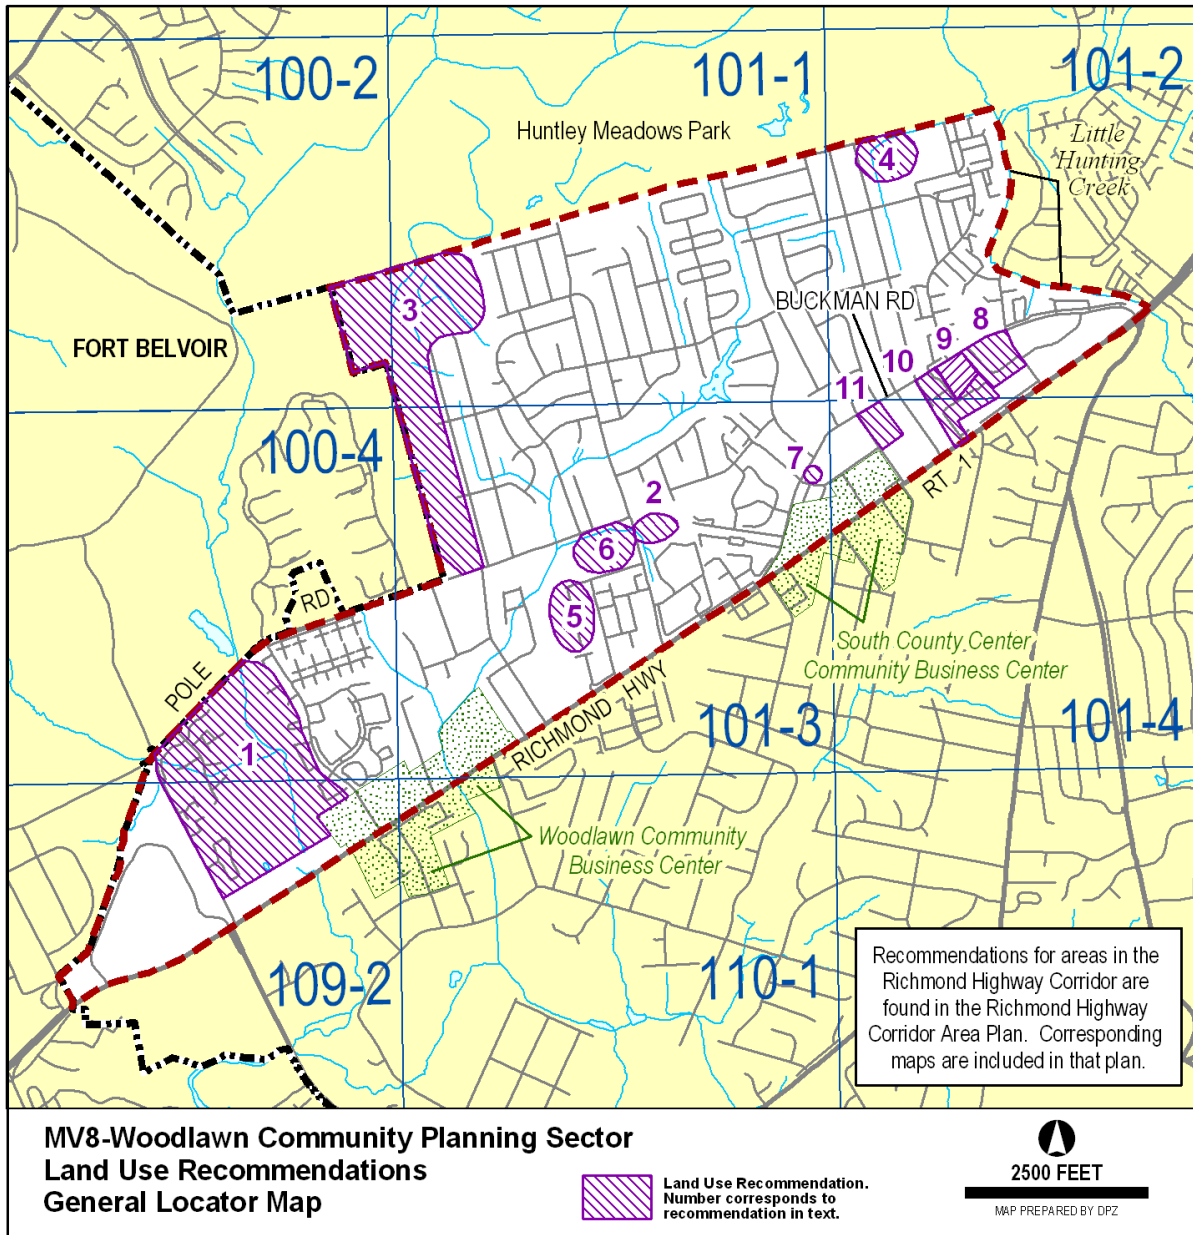 100-2
101-1
101-2
Huntley Meadows Park
Little
Hunting
Creek
4
3
BUCKMAN RD
FORT BELVOIR
8
9
10
11
100-4
7
2
RT 1
6
RD
5
South County Center
Community Business Center
POLE
RICHMOND HWY
101-3
101-4
1
Woodlawn Community
Business Center
109-2
110-1
Recommendations for areas in the
Richmond Highway Corridor are
found in the Richmond Highway
Corridor Area Plan. Corresponding
maps are included in that plan.
MV8-Woodlawn Community Planning Sector
Land Use Recommendations
General Locator Map
Land Use Recommendation.
Number corresponds to
recommendation in text.
2500 FEET
MAP PREPARED BY DPZ